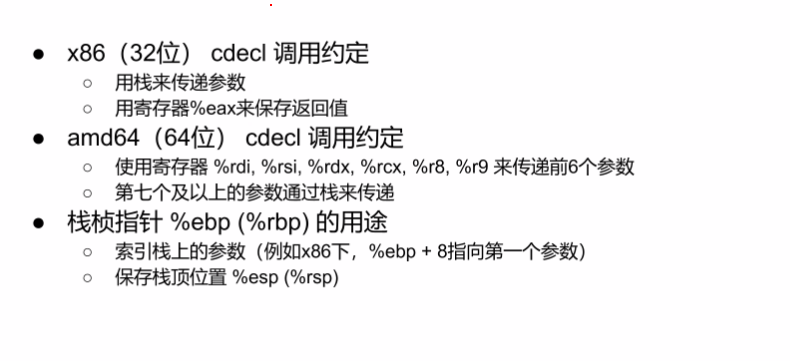 ● x86（32位） cdecl 调用约定
○ 用栈来传递参数
○ 用寄存器%eax来保存返回值
● amd64（64位） cdecl 调用约定
○ 使用寄存器 %rdi, %rsi, %rdx, %rcx, %r8, %r9 来传递前6个参数
○ 第七个及以上的参数通过栈来传递
● 栈桢指针 %ebp (%rbp) 的用途
○ 索引栈上的参数（例如x86下，%ebp + 8指向第一个参数）
○ 保存栈顶位置 %esp (%rsp)